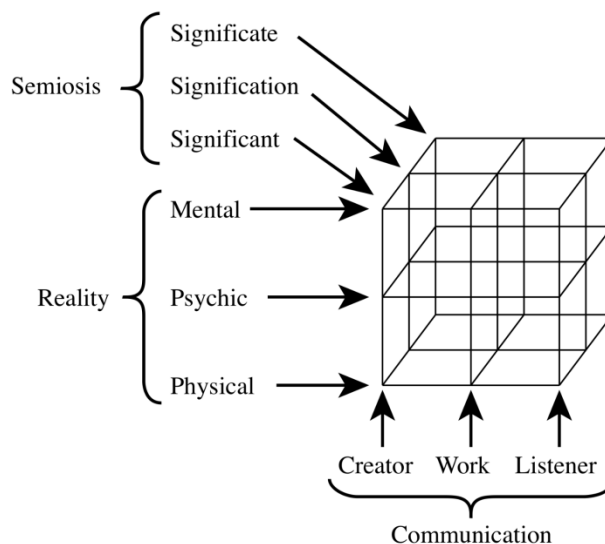 Significate
Semiosis
Signification
Significant
Mental
Reality
Psychic
Physical
Creator
Work
Listener
Communication